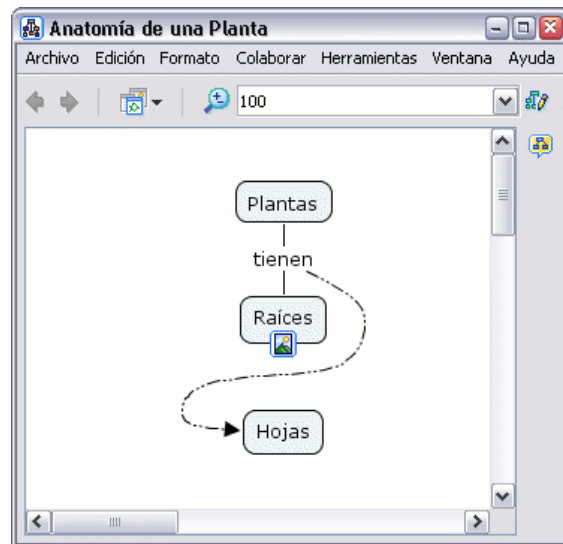 Anatomía de una Planta
Archivo Edición Formato Colaborar Herramientas Ventana Ayuda
100
Plantas
tienen
Raíces
Hojas